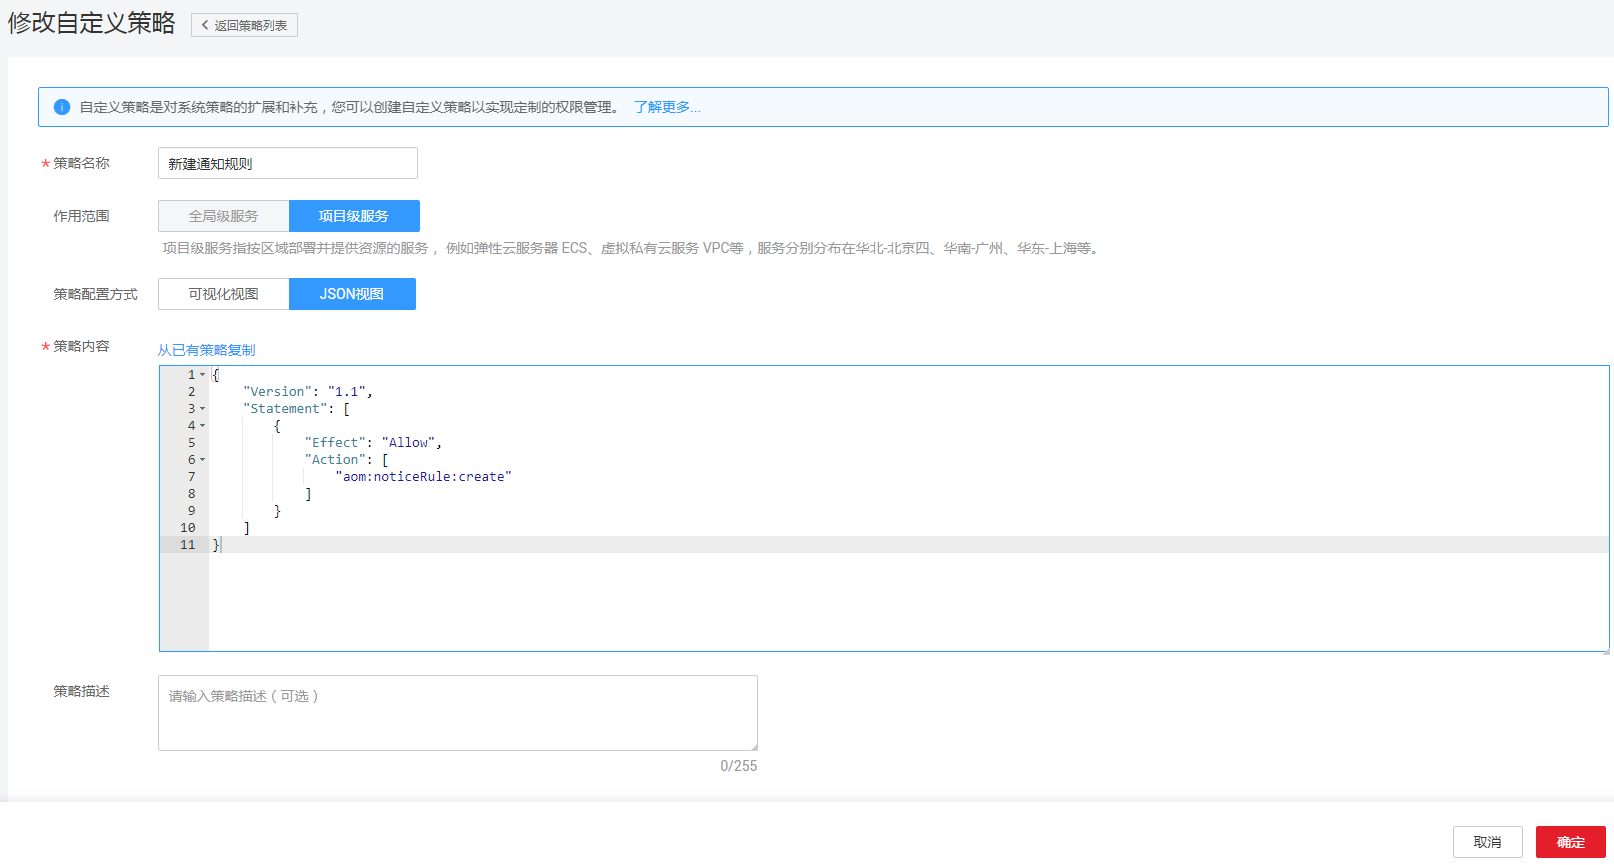 修改自定义策略 返回策略列表
自定义策略是对系统策略的扩展和补充，您可以创建自定义策略以实现定制的权限管理。 了解更多...
* 策略名称 新建通知规则
作用范围 全局级服务 项目级服务
项目级服务指按区域部署并提供资源的服务， 例如弹性云服务器 ECS、虚拟私有云服务 VPC等，服务分别分布在华北-北京四、华南-广州、华东-上海等。
策略配置方式 可视化视图 JSON视图
* 策略内容 从已有策略复制
1 {
2 "Version": "1.1",
3 "Statement": [
4 {
5 "Effect": "Allow",
6 "Action": [
7 "aom:noticeRule:create"
8 ]
9 }
10 ]
11 }
策略描述 请输入策略描述（可选）
0/255
取消 确定